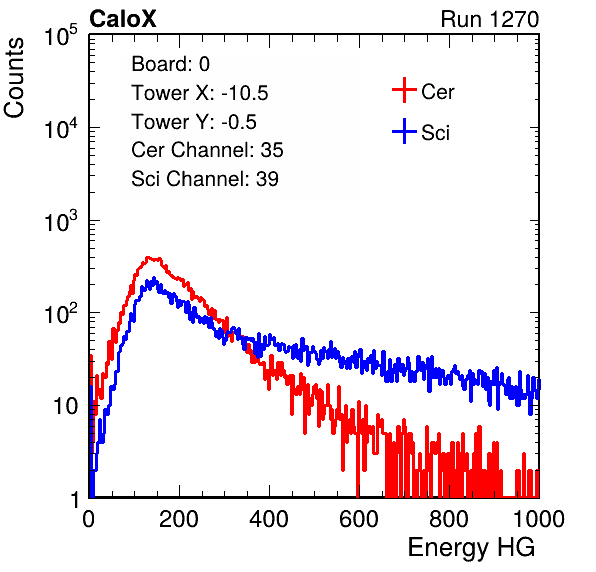 CaloX Run 1270
Counts
10^5
10^4
10^3
10^2
10
1
Board: 0
Tower X: -10.5
Tower Y: -0.5
Cer Channel: 35
Sci Channel: 39
Cer
Sci
0 200 400 600 800 1000
Energy HG